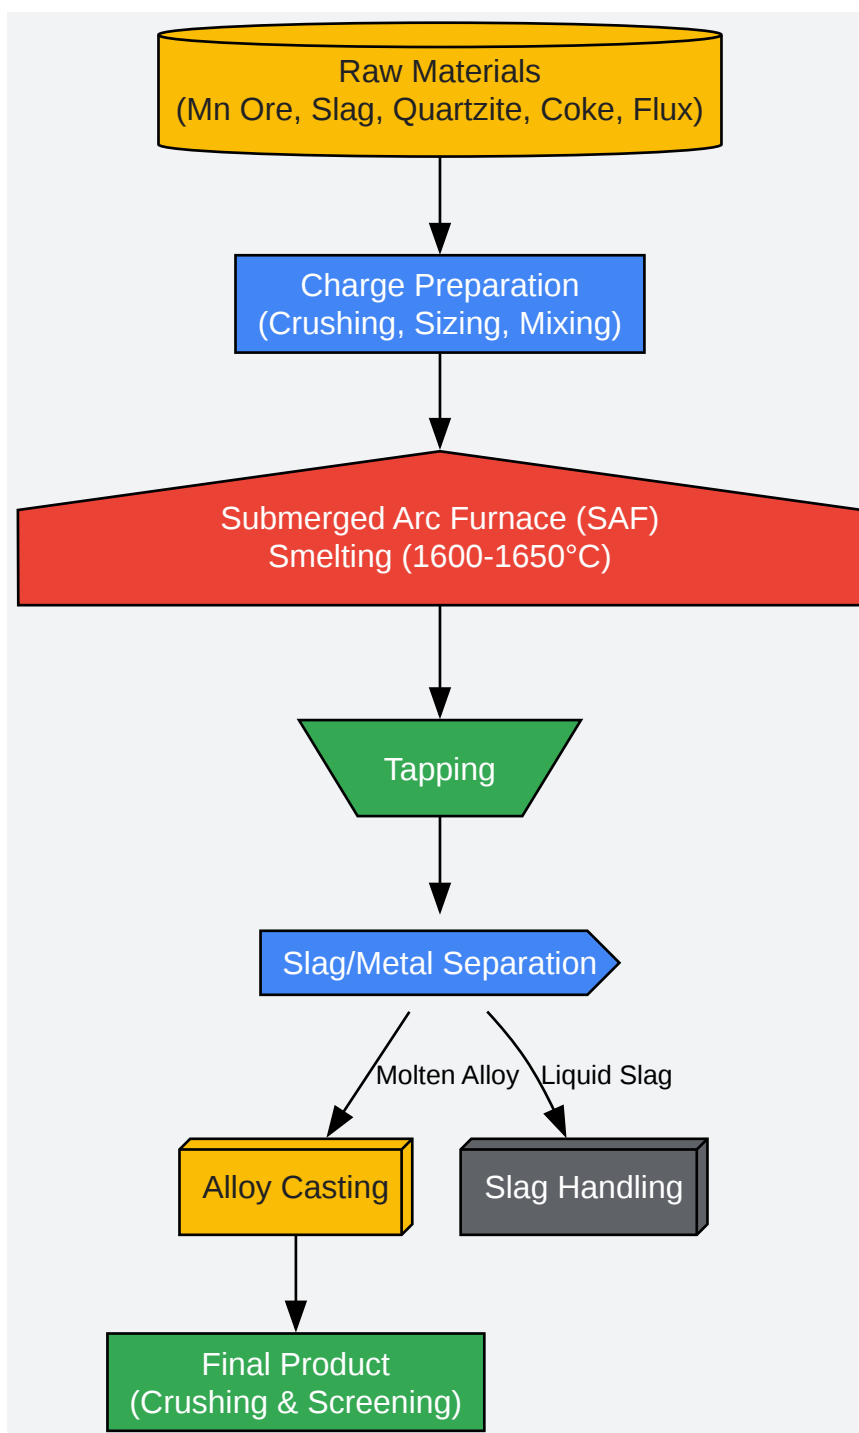 Raw Materials
(Mn Ore, Slag, Quartzite, Coke, Flux)
Charge Preparation
(Crushing, Sizing, Mixing)
Submerged Arc Furnace (SAF)
Smelting (1600-1650°C)
Tapping
Slag/Metal Separation
Molten Alloy
Liquid Slag
Alloy Casting
Slag Handling
Final Product
(Crushing & Screening)